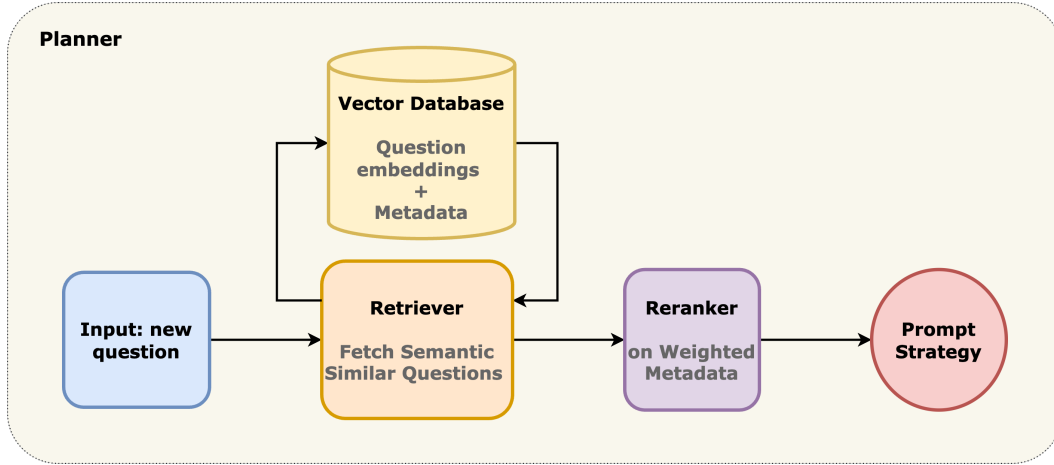 Planner
Vector Database
Question
embeddings
+
Metadata
Input: new
question
Retriever
Fetch Semantic
Similar Questions
Reranker
on Weighted
Metadata
Prompt
Strategy